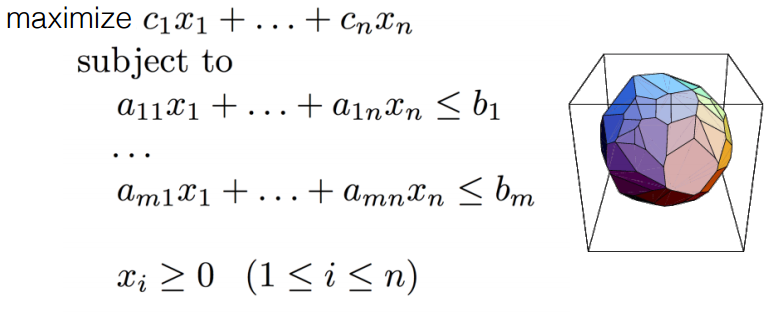 maximize c₁x₁ + . . . + cₙxₙ
subject to
a₁₁x₁ + . . . + a₁ₙxₙ ≤ b₁
. . .
aₘ₁x₁ + . . . + aₘₙxₙ ≤ bₘ
xᵢ ≥ 0 (1 ≤ i ≤ n)